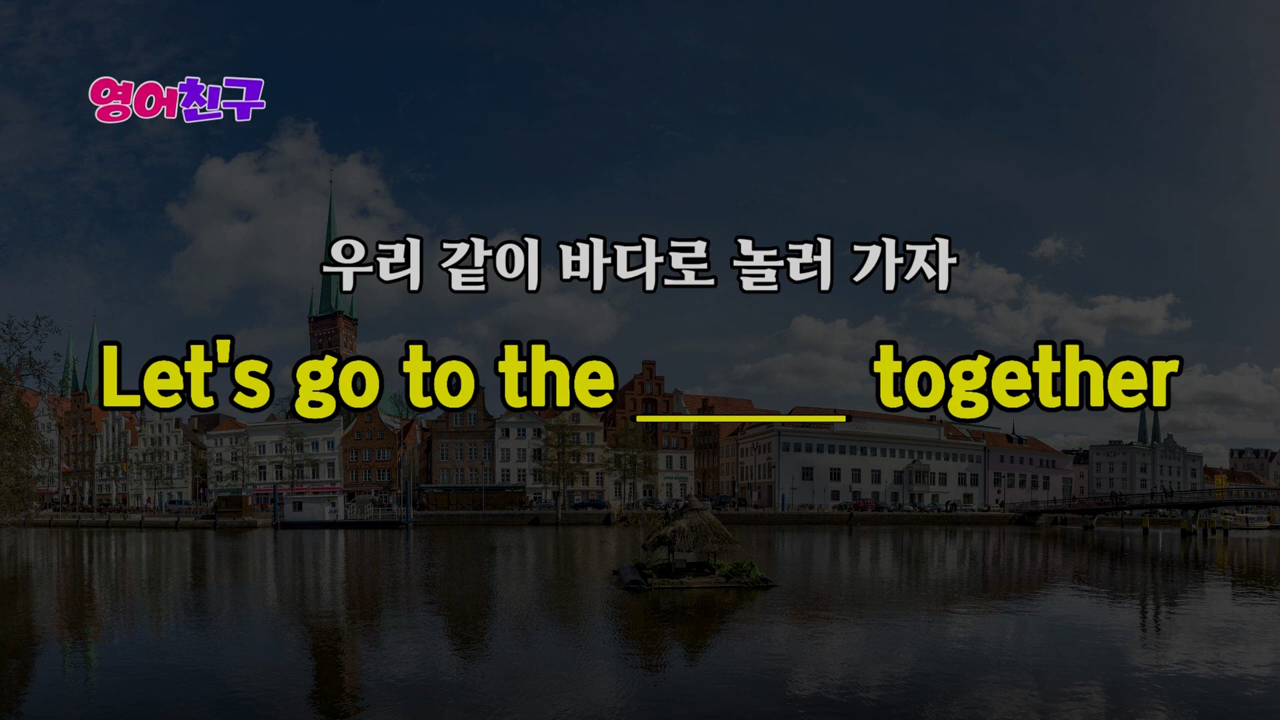 영어친구
우리 같이 바다로 놀러 가자
Let's go to the ______ together